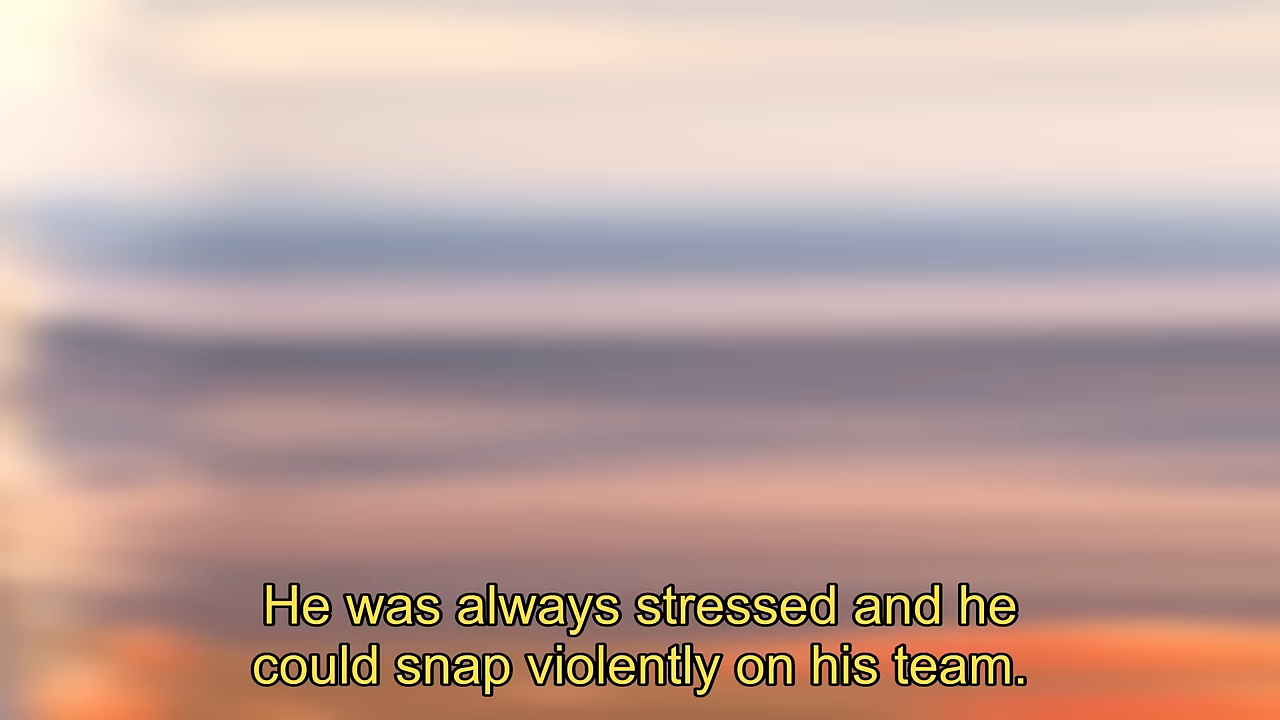 He was always stressed and he
could snap violently on his team.